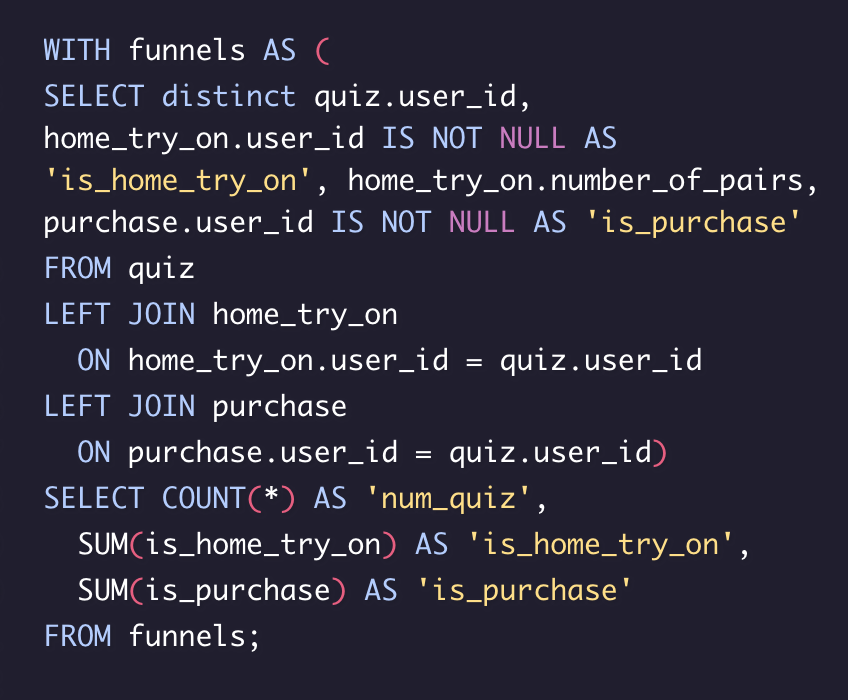 WITH funnels AS (
SELECT distinct quiz.user_id,
home_try_on.user_id IS NOT NULL AS
'is_home_try_on', home_try_on.number_of_pairs,
purchase.user_id IS NOT NULL AS 'is_purchase'
FROM quiz
LEFT JOIN home_try_on
  ON home_try_on.user_id = quiz.user_id
LEFT JOIN purchase
  ON purchase.user_id = quiz.user_id)
SELECT COUNT(*) AS 'num_quiz',
  SUM(is_home_try_on) AS 'is_home_try_on',
  SUM(is_purchase) AS 'is_purchase'
FROM funnels;